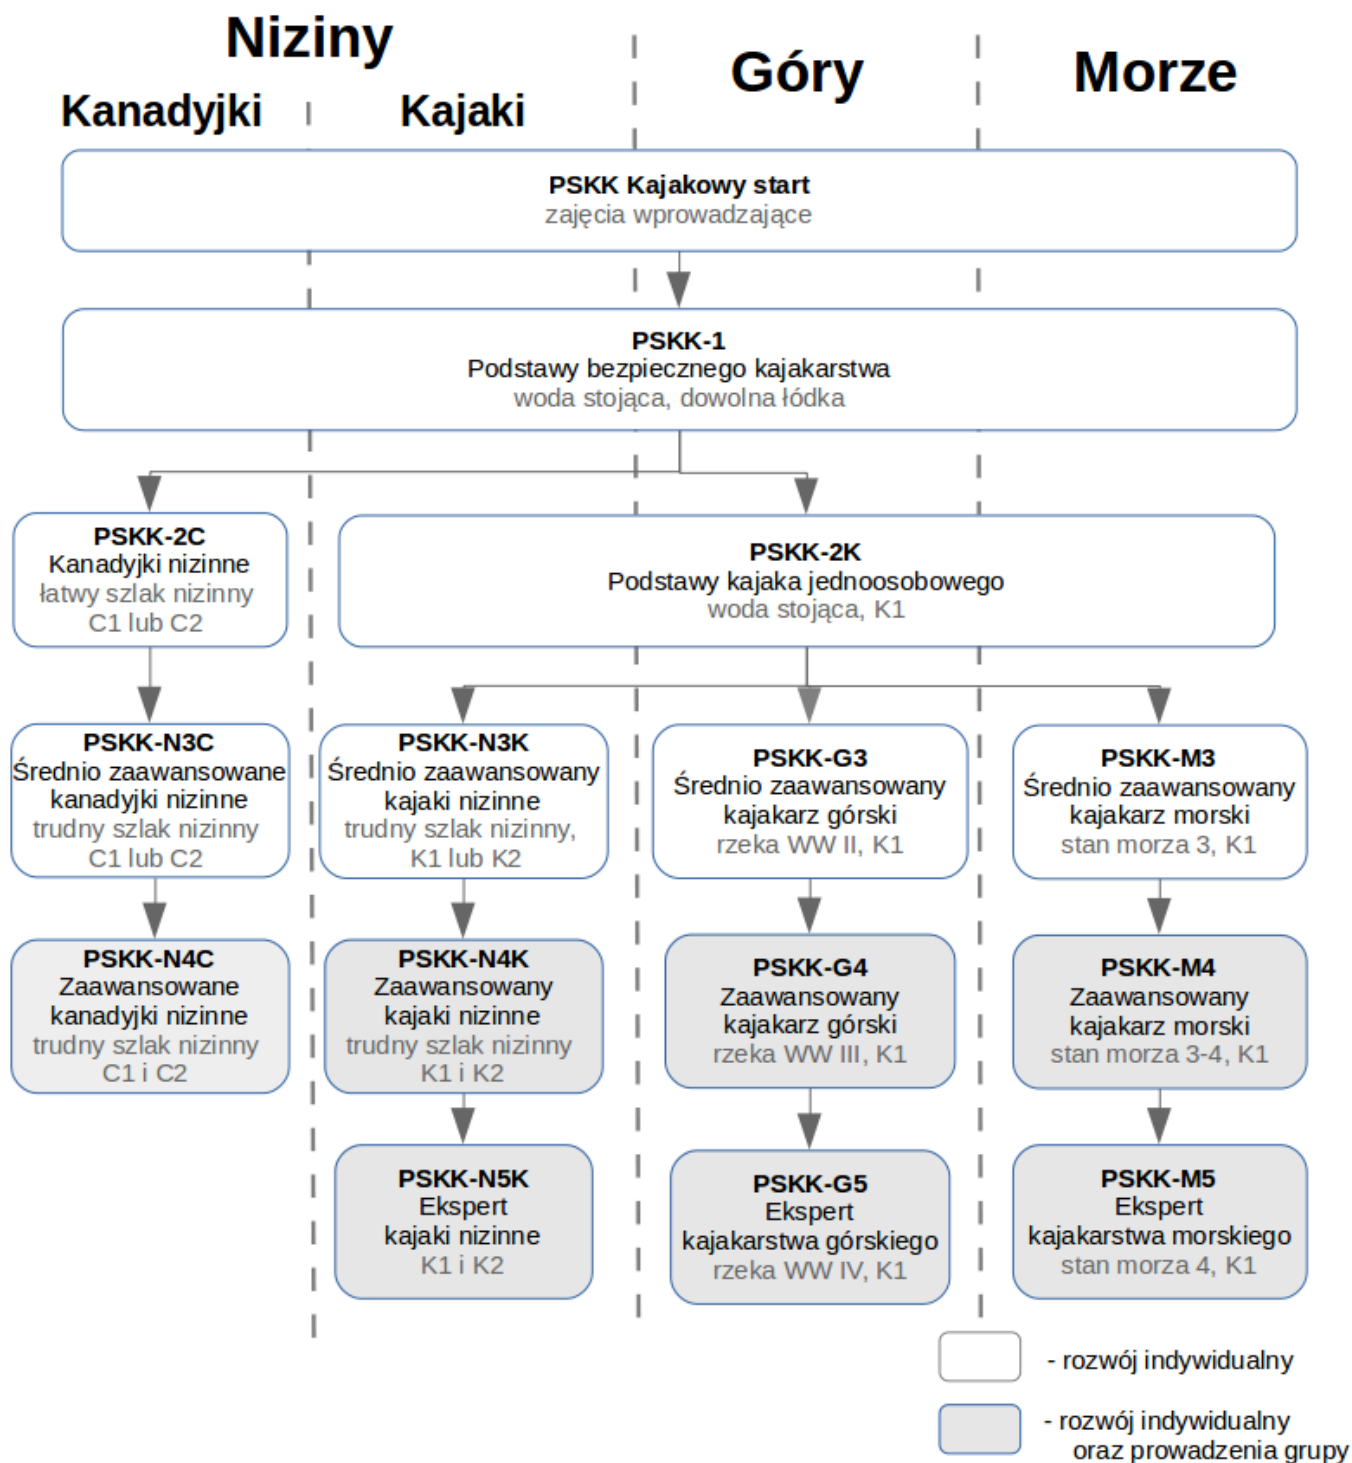 Niziny
Góry
Morze
Kanadyjki
Kajaki
PSKK Kajakowy start
zajęcia wprowadzające
PSKK-1
Podstawy bezpiecznego kajakarstwa
woda stojąca, dowolna łódka
PSKK-2C
Kanadyjki nizinne
łatwy szlak nizinny
C1 lub C2
PSKK-2K
Podstawy kajaka jednoosobowego
woda stojąca, K1
PSKK-N3C
Średnio zaawansowane
kanadyjki nizinne
trudny szlak nizinny
C1 lub C2
PSKK-N3K
Średnio zaawansowany
kajaki nizinne
trudny szlak nizinny,
K1 lub K2
PSKK-G3
Średnio zaawansowany
kajakarz górski
rzeka WW II, K1
PSKK-M3
Średnio zaawansowany
kajakarz morski
stan morza 3, K1
PSKK-N4C
Zaawansowane
kanadyjki nizinne
trudny szlak nizinny
C1 i C2
PSKK-N4K
Zaawansowany
kajaki nizinne
trudny szlak nizinny
K1 i K2
PSKK-G4
Zaawansowany
kajakarz górski
rzeka WW III, K1
PSKK-M4
Zaawansowany
kajakarz morski
stan morza 3-4, K1
PSKK-N5K
Ekspert
kajaki nizinne
K1 i K2
PSKK-G5
Ekspert
kajakarstwa górskiego
rzeka WW IV, K1
PSKK-M5
Ekspert
kajakarstwa morskiego
stan morza 4, K1
- rozwój indywidualny
- rozwój indywidualny
oraz prowadzenia grupy